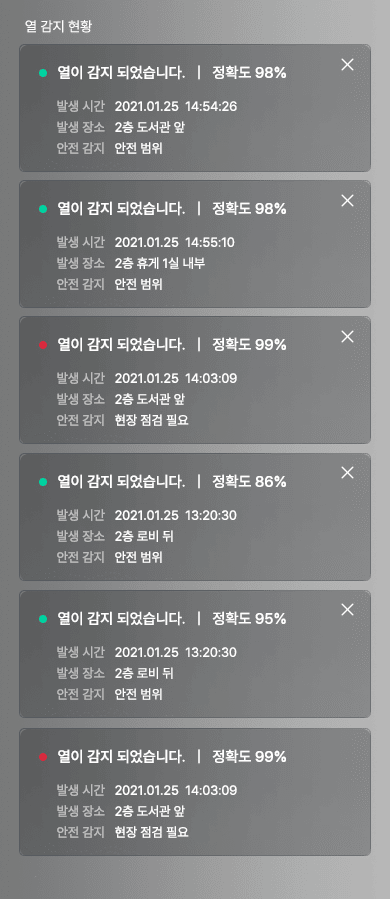 열 감지 현황
열이 감지 되었습니다. | 정확도 98%
발생 시간 2021.01.25 14:54:26
발생 장소 2층 도서관 앞
안전 감지 안전 범위
열이 감지 되었습니다. | 정확도 98%
발생 시간 2021.01.25 14:55:10
발생 장소 2층 휴게 1실 내부
안전 감지 안전 범위
열이 감지 되었습니다. | 정확도 99%
발생 시간 2021.01.25 14:03:09
발생 장소 2층 도서관 앞
안전 감지 현장 점검 필요
열이 감지 되었습니다. | 정확도 86%
발생 시간 2021.01.25 13:20:30
발생 장소 2층 로비 뒤
안전 감지 안전 범위
열이 감지 되었습니다. | 정확도 95%
발생 시간 2021.01.25 13:20:30
발생 장소 2층 로비 뒤
안전 감지 안전 범위
열이 감지 되었습니다. | 정확도 99%
발생 시간 2021.01.25 14:03:09
발생 장소 2층 도서관 앞
안전 감지 현장 점검 필요